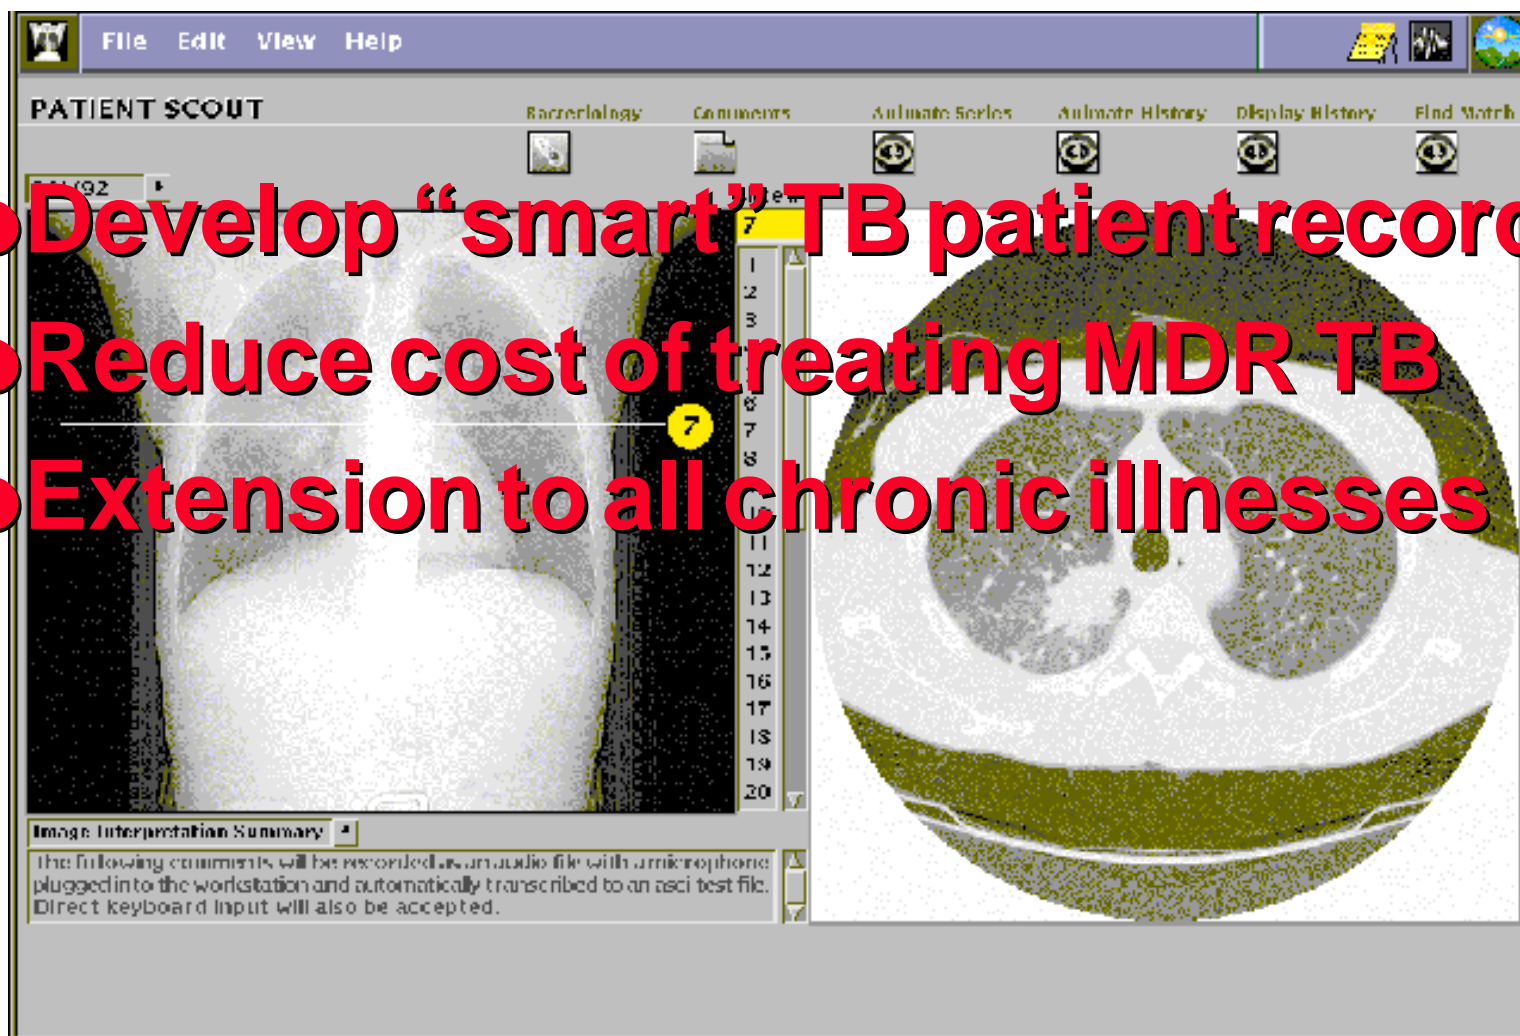 File Edit View Help
PATIENT SCOUT
Bacteriology Comments Animate Series Animate History Display History Find Match
/92
●Develop “smart” TB patient record
7
1
2
3
●Reduce cost of treating MDR TB
6
7
7
8
●Extension to all chronic illnesses
11
12
13
14
15
16
17
18
19
20
Image Interpretation Summary
The following comments will be recorded as an audio file with a microphone
plugged into the workstation and automatically transcribed to an asci test file.
Direct keyboard input will also be accepted.